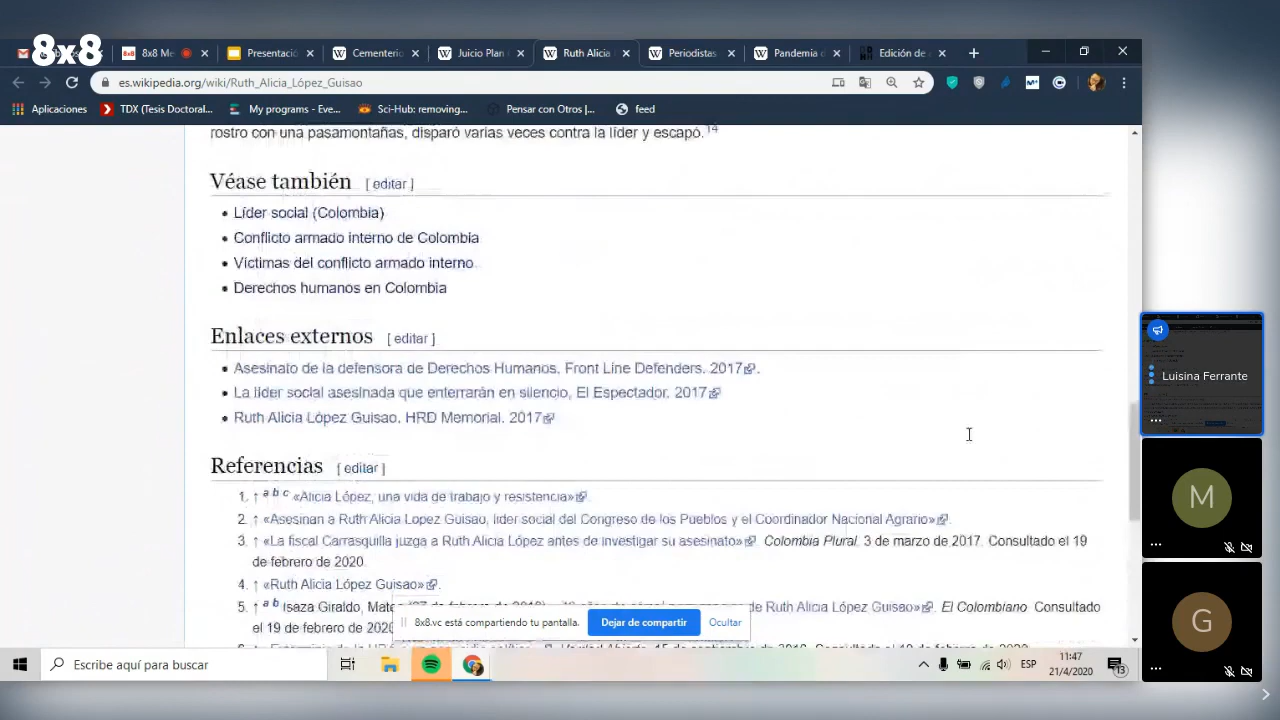 8x8
8x8 Me
Presentaci
Cementerio
Juicio Plan
Ruth Alicia
Periodistas
Pandemia d
Edición de
es.wikipedia.org/wiki/Ruth_Alicia_López_Guisao
Aplicaciones
TDX (Tesis Doctoral...
My programs - Eve...
Sci-Hub: removing...
Pensar con Otros |...
feed
rostro con una pasamontañas, disparó varias veces contra la líder y escapó.14
Véase también [ editar ]
Líder social (Colombia)
Conflicto armado interno de Colombia
Víctimas del conflicto armado interno
Derechos humanos en Colombia
Enlaces externos [ editar ]
Asesinato de la defensora de Derechos Humanos. Front Line Defenders. 2017.
La líder social asesinada que enterrarán en silencio, El Espectador. 2017
Ruth Alicia López Guisao. HRD Memorial. 2017
Referencias [ editar ]
1. ↑ a b c «Alicia López, una vida de trabajo y resistencia»
2. ↑ «Asesinan a Ruth Alicia Lopez Guisao, lider social del Congreso de los Pueblos y el Coordinador Nacional Agrario».
3. ↑ «La fiscal Carrasquilla juzga a Ruth Alicia López antes de investigar su asesinato». Colombia Plural. 3 de marzo de 2017. Consultado el 19
de febrero de 2020.
4. ↑ «Ruth Alicia López Guisao».
5. ↑ a b Isaza Giraldo, Mate de Ruth Alicia López Guisao». El Colombiano Consultado
el 19 de febrero de 2020
8x8.vc está compartiendo tu pantalla.
Dejar de compartir
Ocultar
Luisina Ferrante
M
G
Escribe aquí para buscar
ESP
11:47
21/4/2020
13